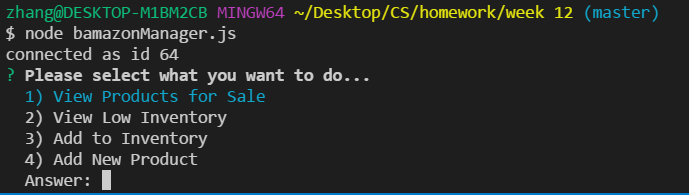 zhang@DESKTOP-M1BM2CB MINGW64 ~/Desktop/CS/homework/week 12 (master)
$ node bamazonManager.js
connected as id 64
? Please select what you want to do...
1) View Products for Sale
2) View Low Inventory
3) Add to Inventory
4) Add New Product
Answer: